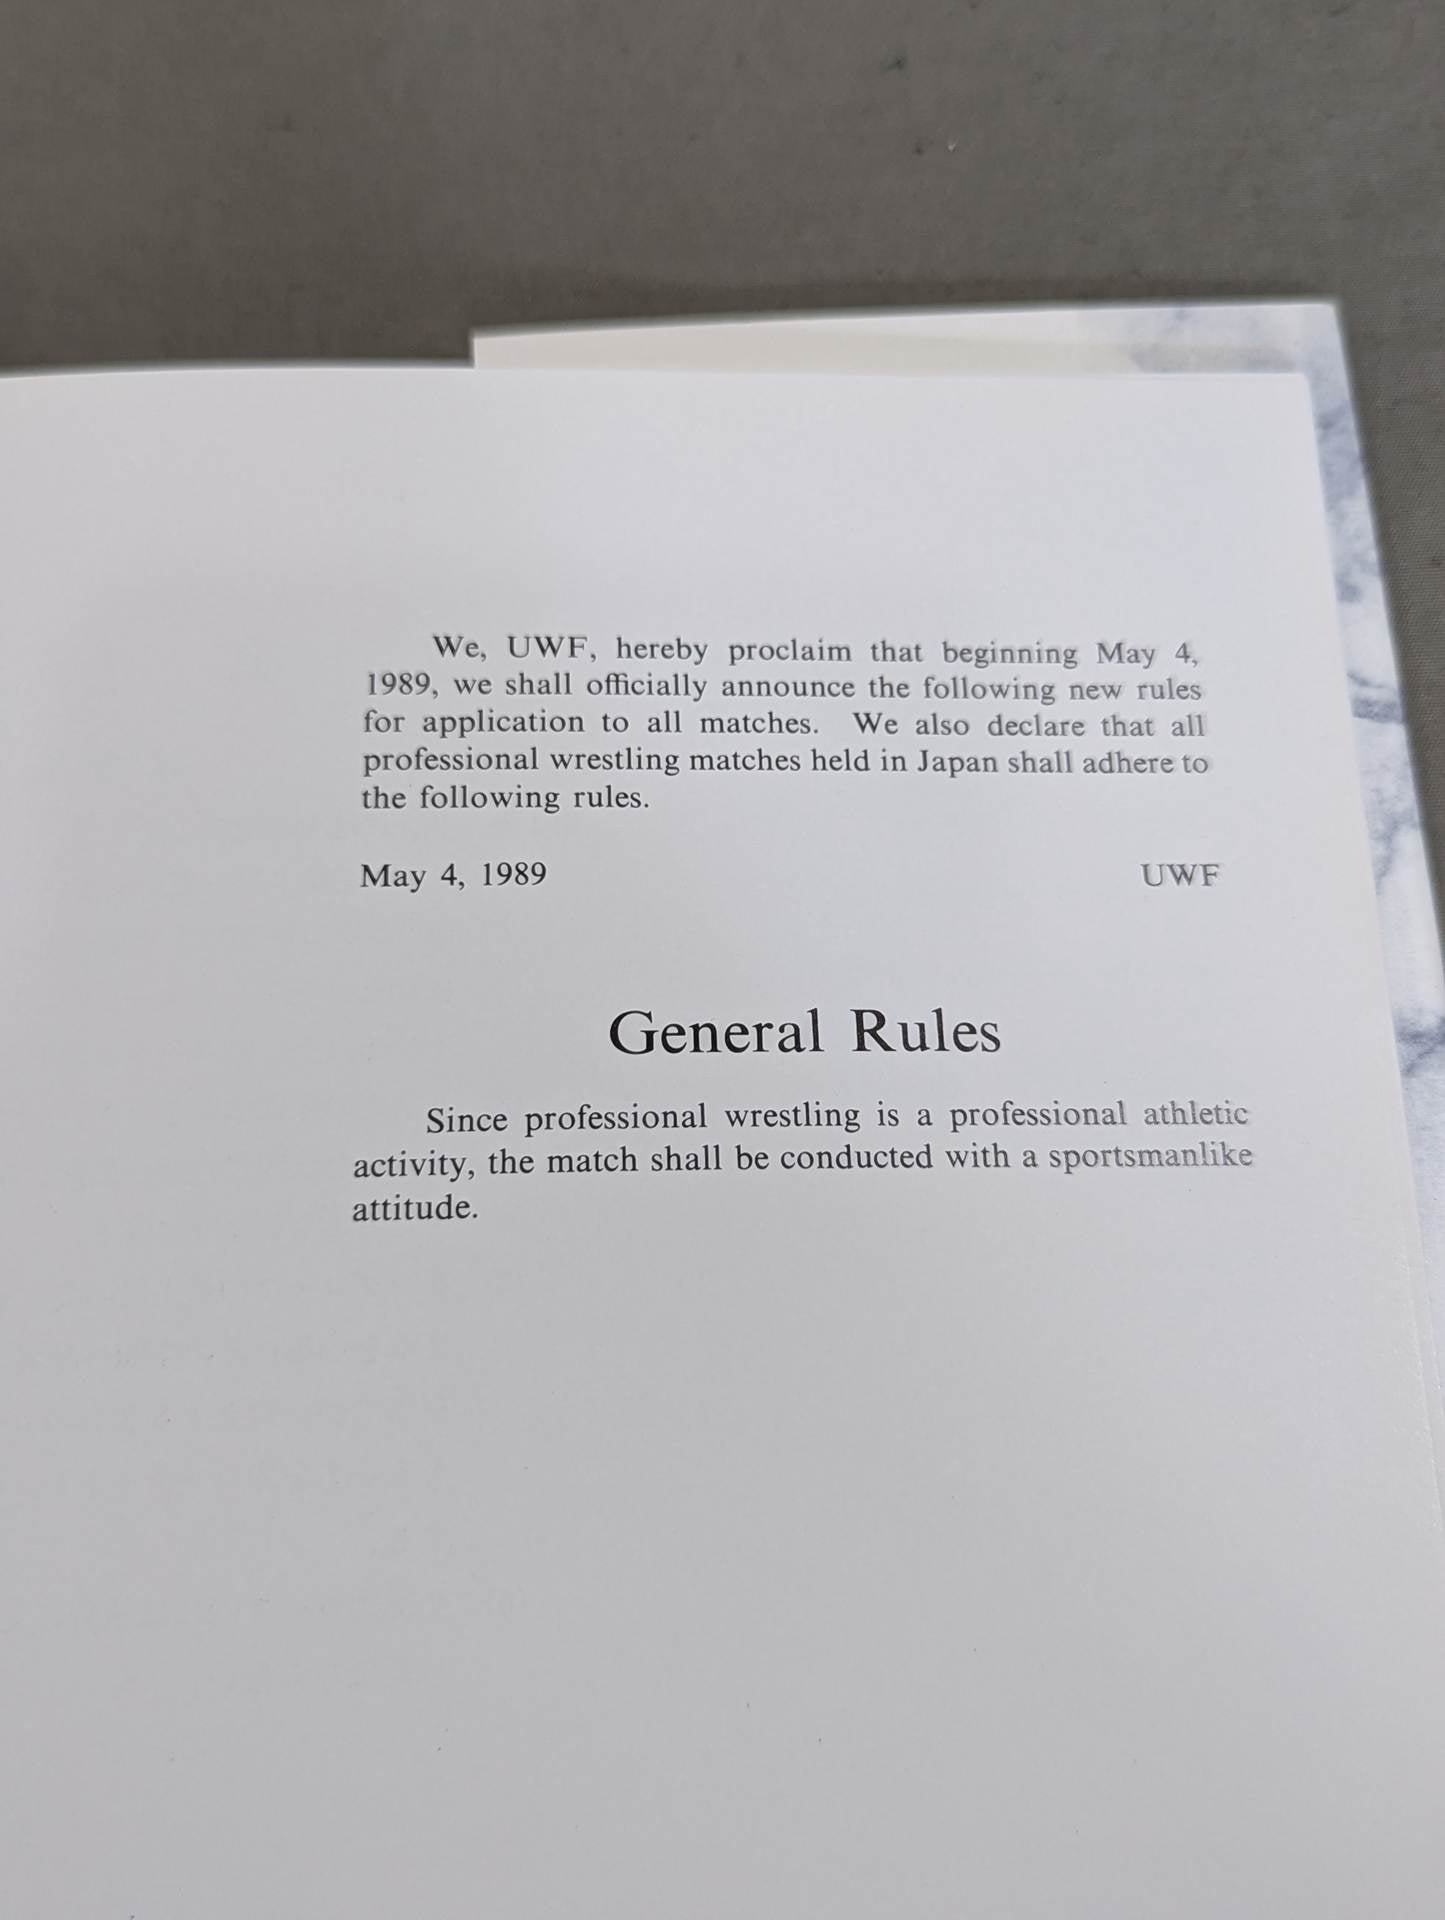 We, UWF, hereby proclaim that beginning May 4,
1989, we shall officially announce the following new rules
for application to all matches. We also declare that all
professional wrestling matches held in Japan shall adhere to
the following rules.
May 4, 1989 UWF
General Rules
Since professional wrestling is a professional athletic
activity, the match shall be conducted with a sportsmanlike
attitude.